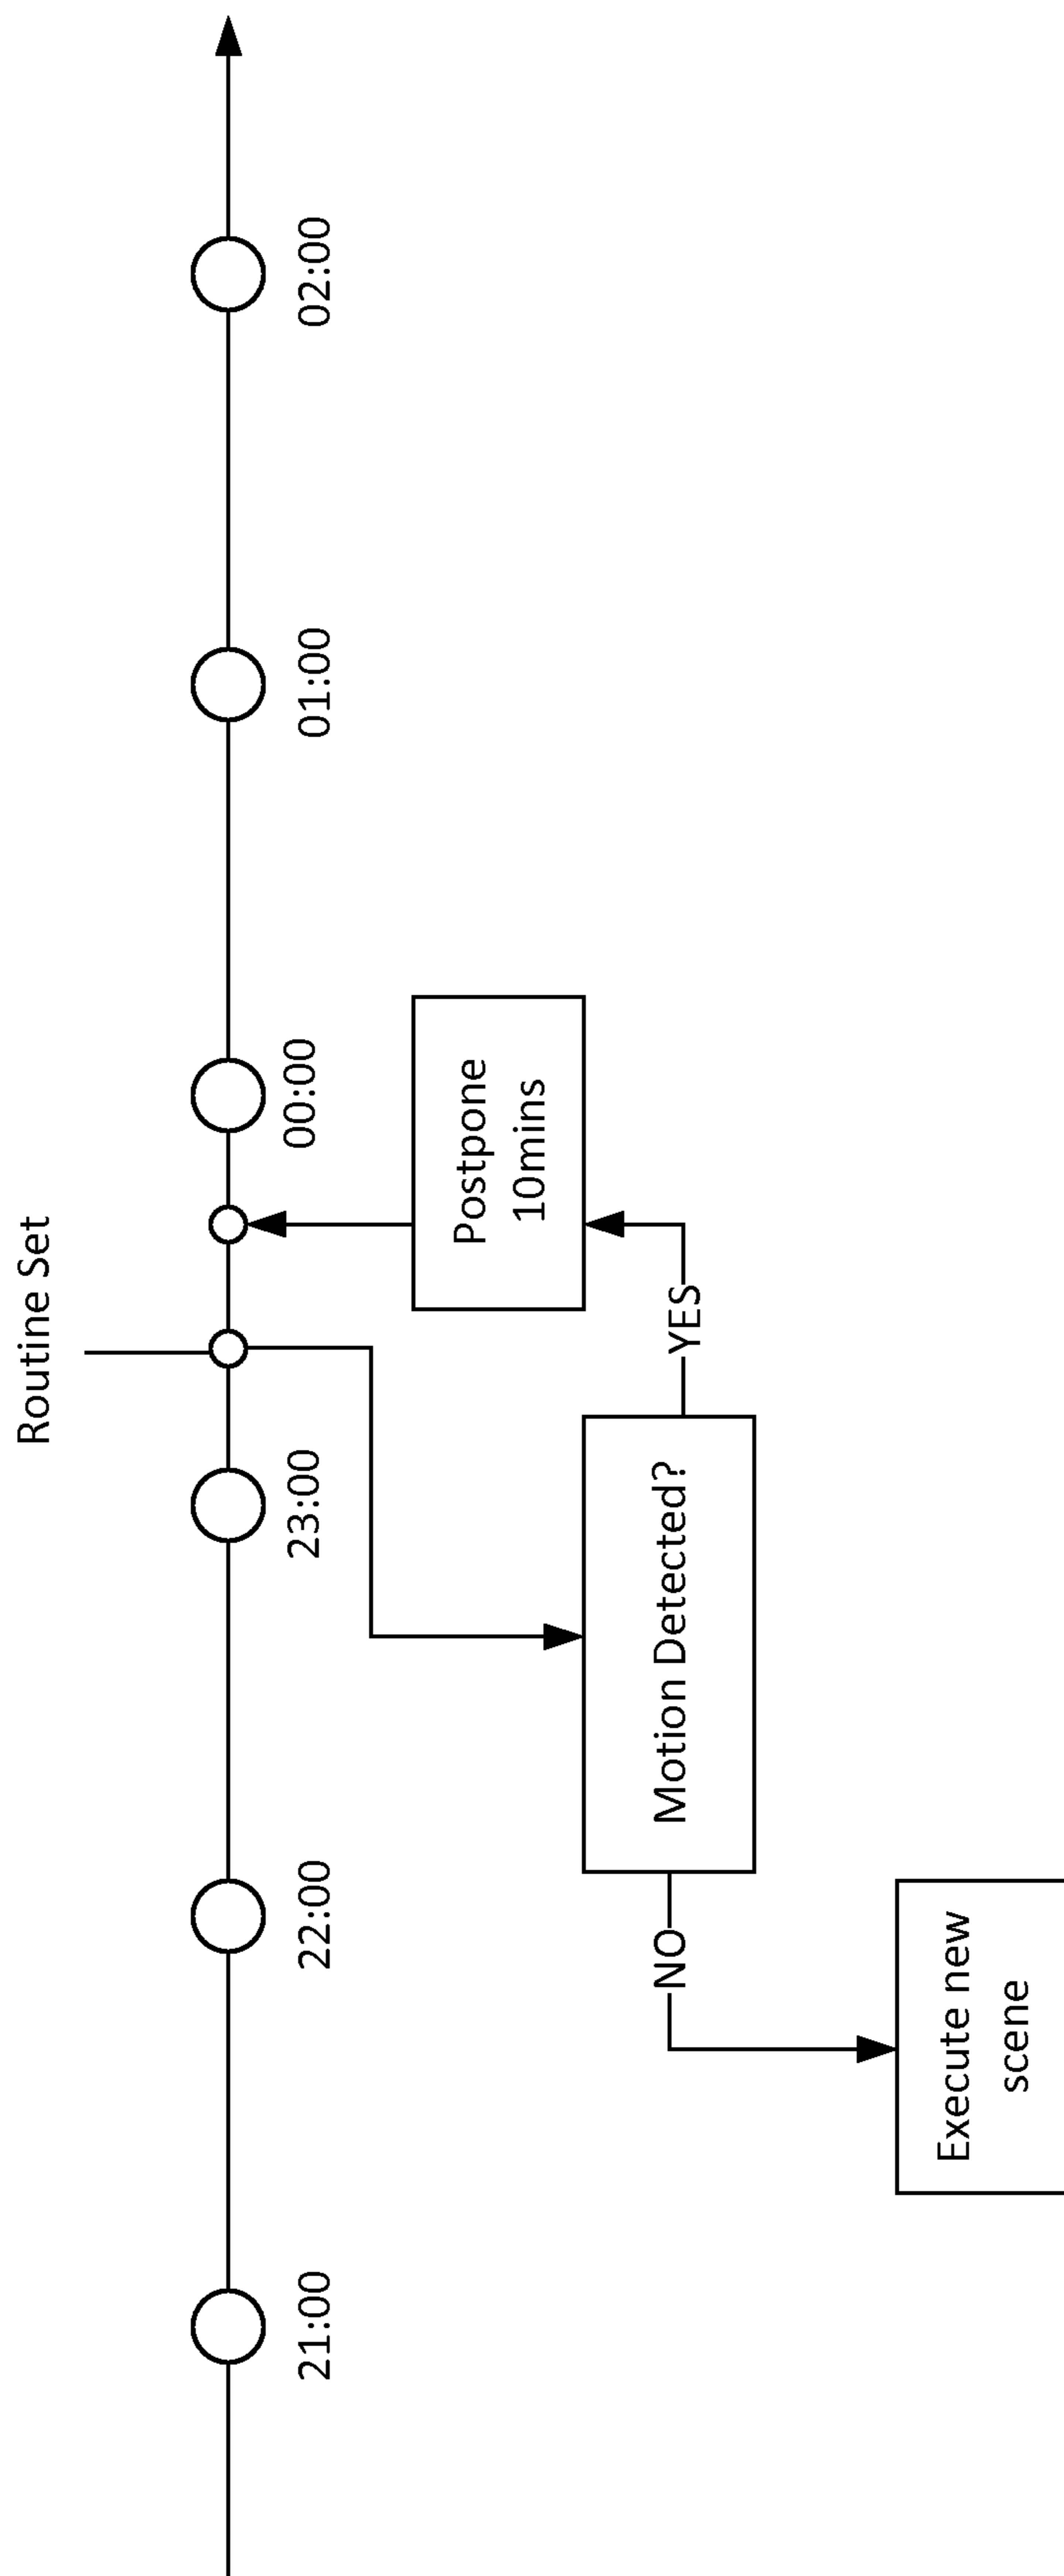 Routine Set
21:00
22:00
23:00
00:00
01:00
02:00
Postpone
10mins
YES
Motion Detected?
NO
Execute new
scene